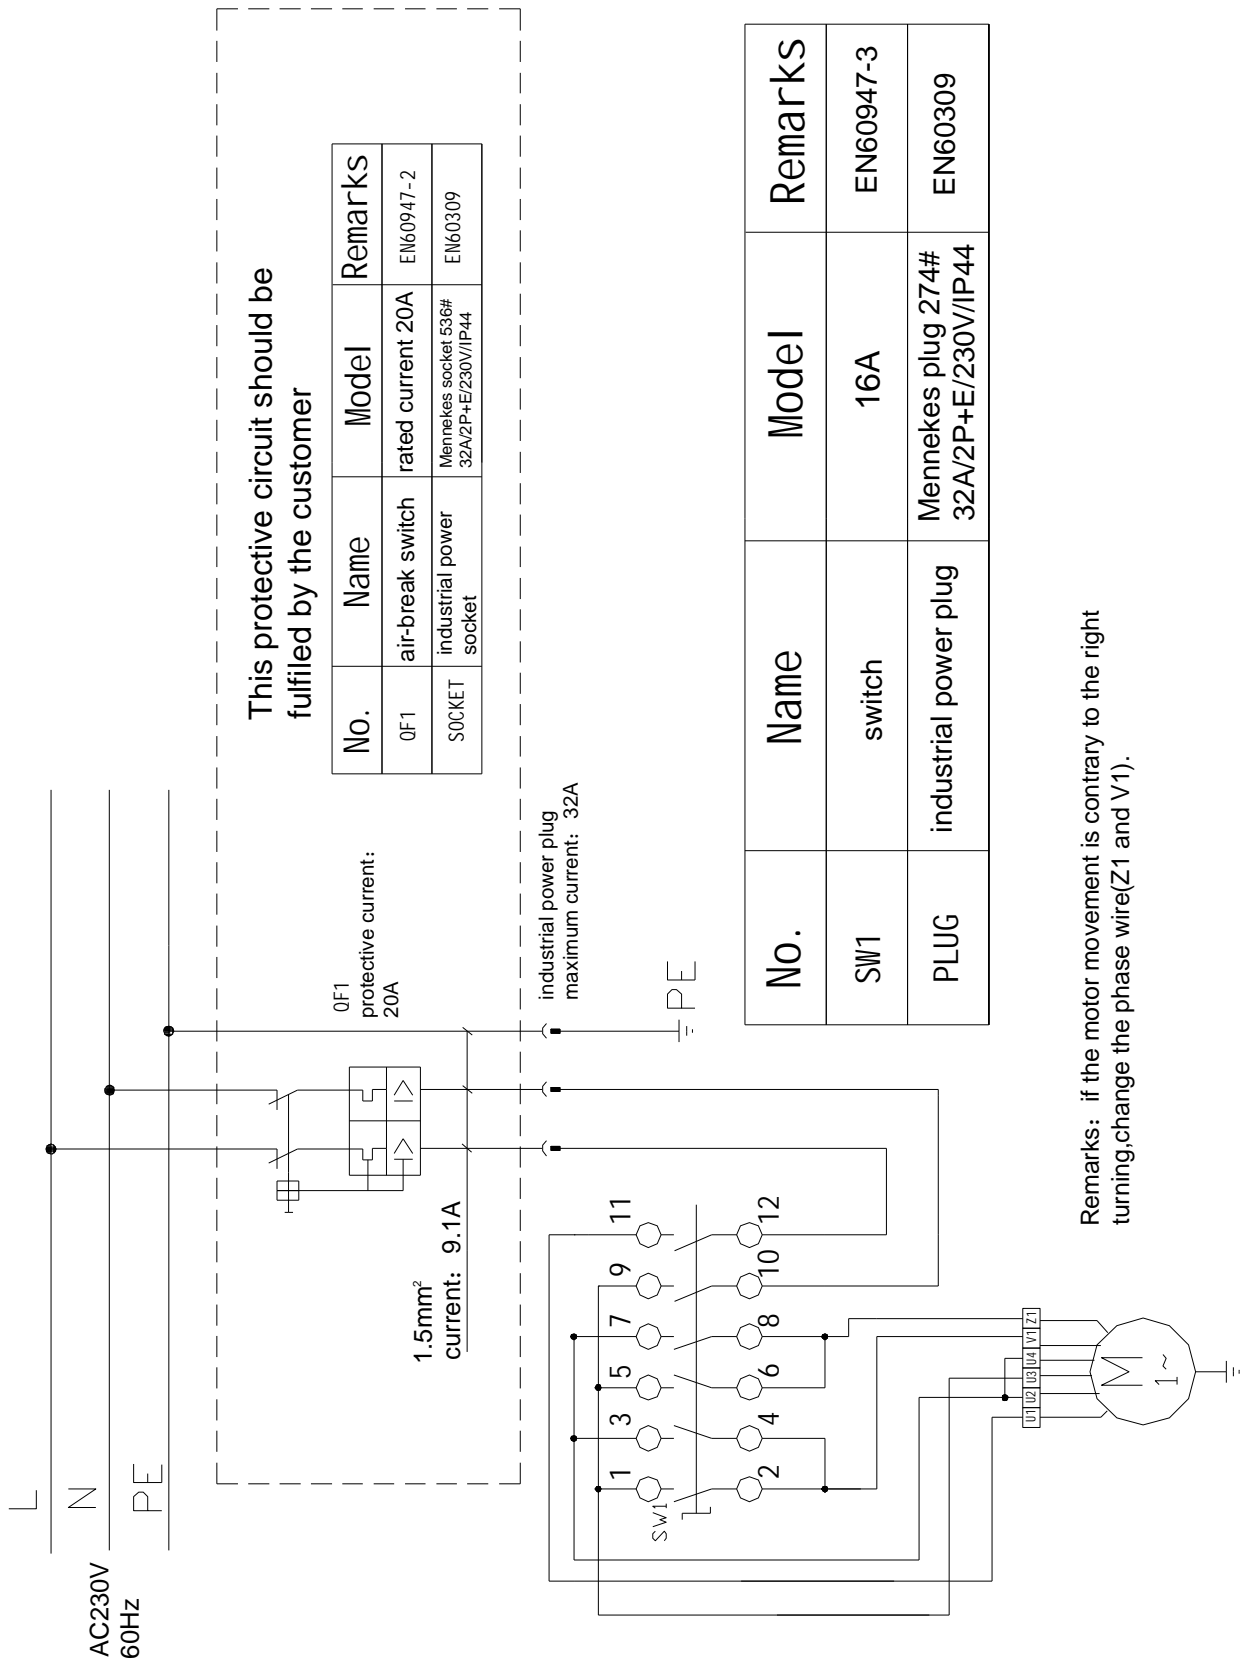 L
N
PE
AC230V
60Hz
This protective circuit should be
fulfiled by the customer
No. Name Model Remarks
QF1 air-break switch rated current 20A EN60947-2
SOCKET industrial power
socket Mennekes socket 536#
32A/2P+E/230V/IP44 EN60309
QF1
protective current:
20A
I> I>
1.5mm²
current: 9.1A
industrial power plug
maximum current: 32A
PE
SW1
1 3 5 7 9 11
2 4 6 8 10 12
No. Name Model Remarks
SW1 switch 16A EN60947-3
PLUG industrial power plug Mennekes plug 274#
32A/2P+E/230V/IP44 EN60309
U1 U2 U3 U4 V1 Z1
M
1~
Remarks: if the motor movement is contrary to the right
turning,change the phase wire(Z1 and V1).